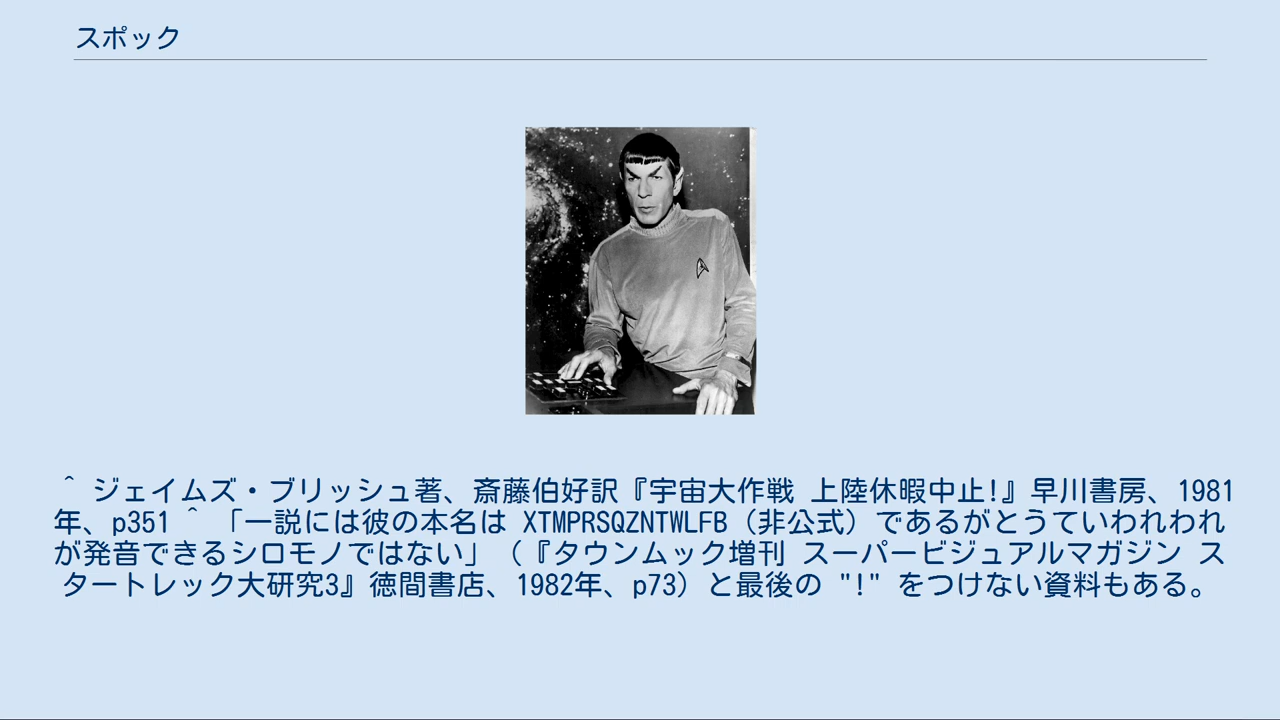 スポック
^ ジェイムズ・ブリッシュ著、斎藤伯好訳『宇宙大作戦 上陸休暇中止!』早川書房、1981
年、p351 ^ 「一説には彼の本名は XTMPRSQZNTWLFB（非公式）であるがとうていわれわれ
が発音できるシロモノではない」（『タウンムック増刊 スーパービジュアルマガジン ス
タートレック大研究3』徳間書店、1982年、p73）と最後の "!" をつけない資料もある。